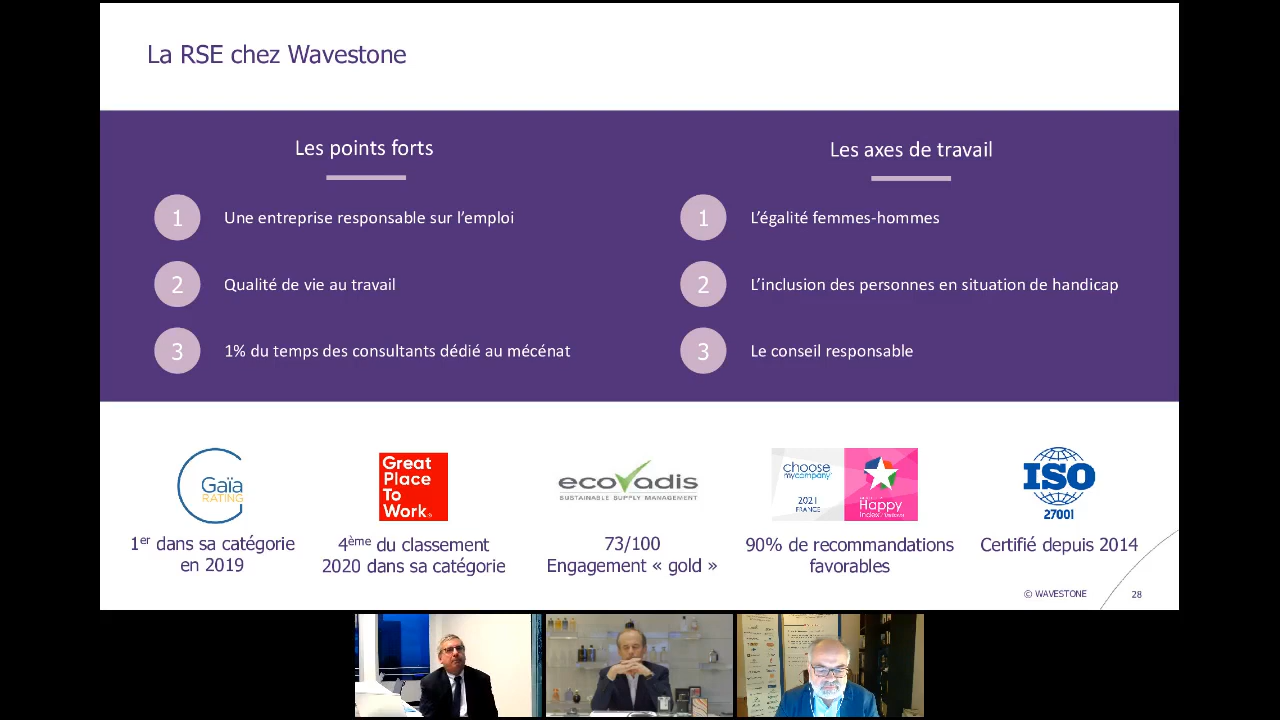 La RSE chez Wavestone
Les points forts
1 Une entreprise responsable sur l'emploi
2 Qualité de vie au travail
3 1% du temps des consultants dédié au mécénat
Les axes de travail
1 L'égalité femmes-hommes
2 L'inclusion des personnes en situation de handicap
3 Le conseil responsable
Gaïa
RATING
1er dans sa catégorie
en 2019
Great
Place
To
Work.
4ème du classement
2020 dans sa catégorie
ecoVadis
SUSTAINABLE SUPPLY MANAGEMENT
73/100
Engagement « gold »
choose
mycompany
2021
FRANCE
Happy
Index
90% de recommandations
favorables
ISO
27001
Certifié depuis 2014
© WAVESTONE
28